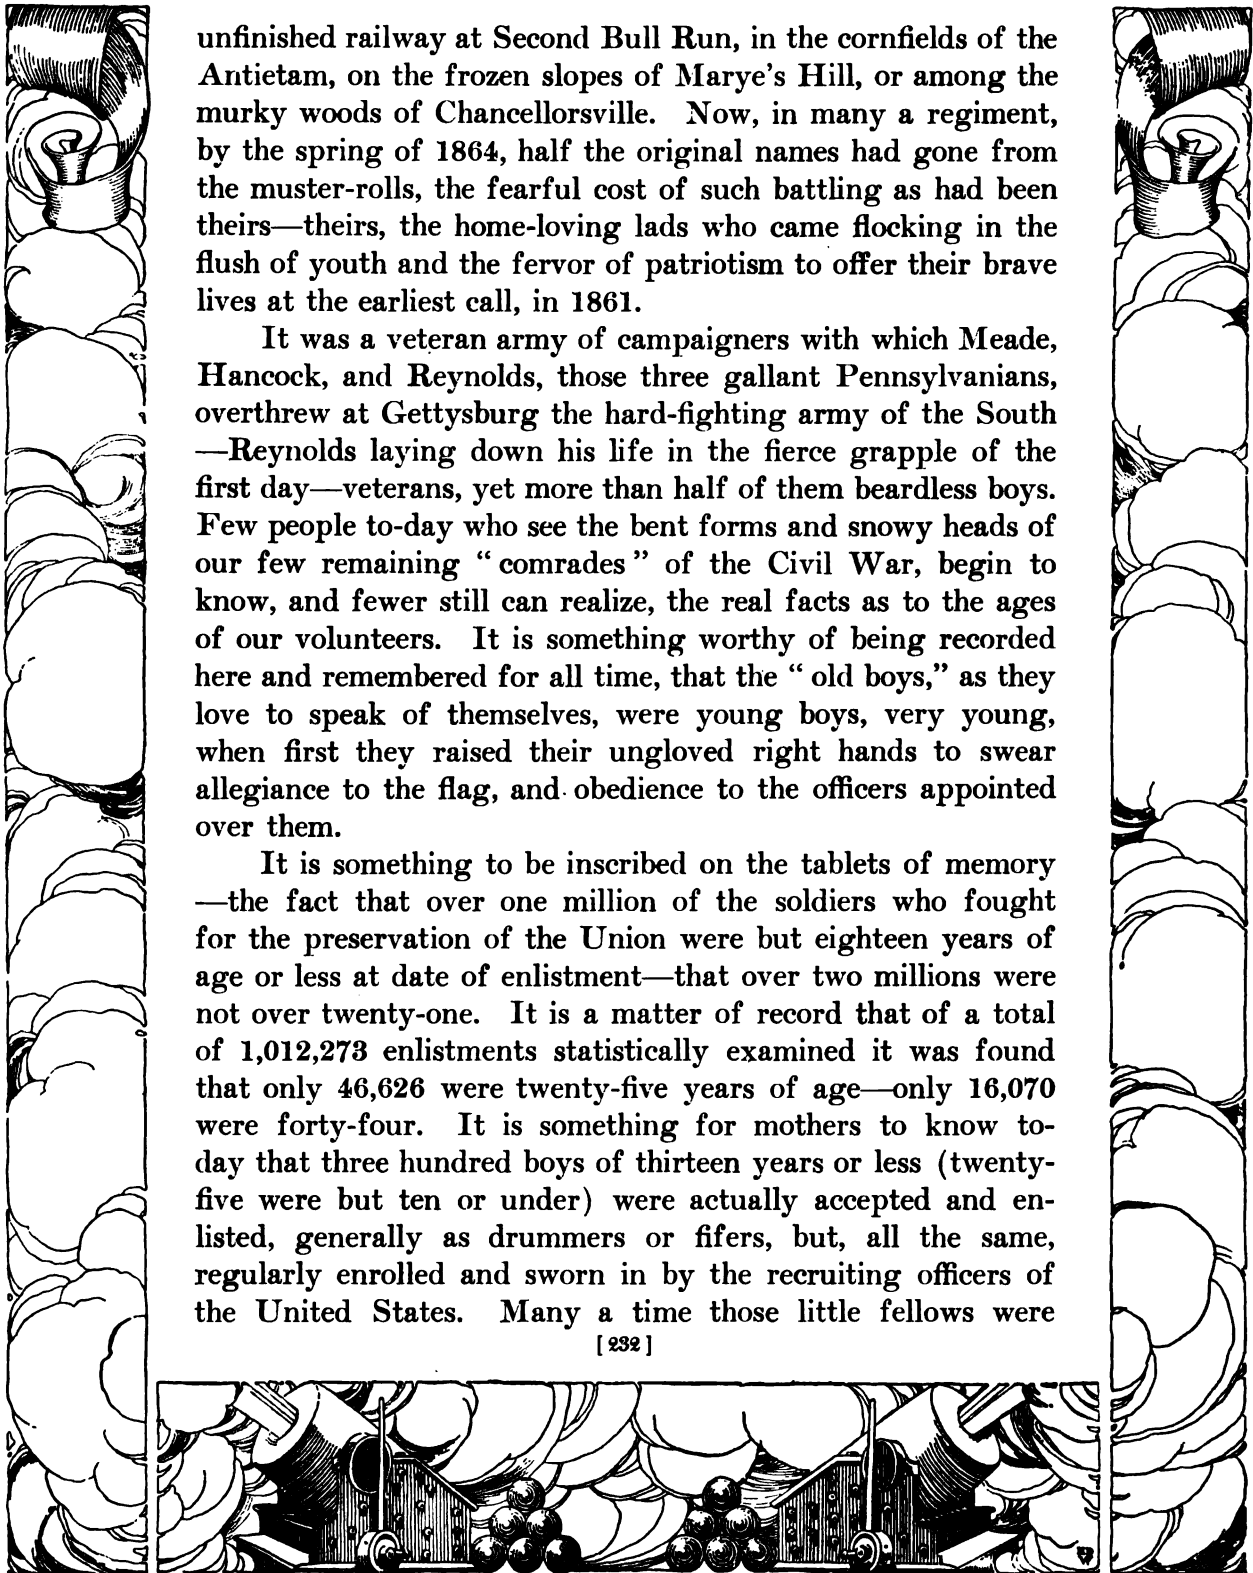 unfinished railway at Second Bull Run, in the cornfields of the
Antietam, on the frozen slopes of Marye's Hill, or among the
murky woods of Chancellorsville. Now, in many a regiment,
by the spring of 1864, half the original names had gone from
the muster-rolls, the fearful cost of such battling as had been
theirs—theirs, the home-loving lads who came flocking in the
flush of youth and the fervor of patriotism to offer their brave
lives at the earliest call, in 1861.
It was a veteran army of campaigners with which Meade,
Hancock, and Reynolds, those three gallant Pennsylvanians,
overthrew at Gettysburg the hard-fighting army of the South
—Reynolds laying down his life in the fierce grapple of the
first day—veterans, yet more than half of them beardless boys.
Few people to-day who see the bent forms and snowy heads of
our few remaining “ comrades ” of the Civil War, begin to
know, and fewer still can realize, the real facts as to the ages
of our volunteers. It is something worthy of being recorded
here and remembered for all time, that the “ old boys,” as they
love to speak of themselves, were young boys, very young,
when first they raised their ungloved right hands to swear
allegiance to the flag, and obedience to the officers appointed
over them.
It is something to be inscribed on the tablets of memory
—the fact that over one million of the soldiers who fought
for the preservation of the Union were but eighteen years of
age or less at date of enlistment—that over two millions were
not over twenty-one. It is a matter of record that of a total
of 1,012,273 enlistments statistically examined it was found
that only 46,626 were twenty-five years of age—only 16,070
were forty-four. It is something for mothers to know to-
day that three hundred boys of thirteen years or less (twenty-
five were but ten or under) were actually accepted and en-
listed, generally as drummers or fifers, but, all the same,
regularly enrolled and sworn in by the recruiting officers of
the United States. Many a time those little fellows were
[ 232 ]